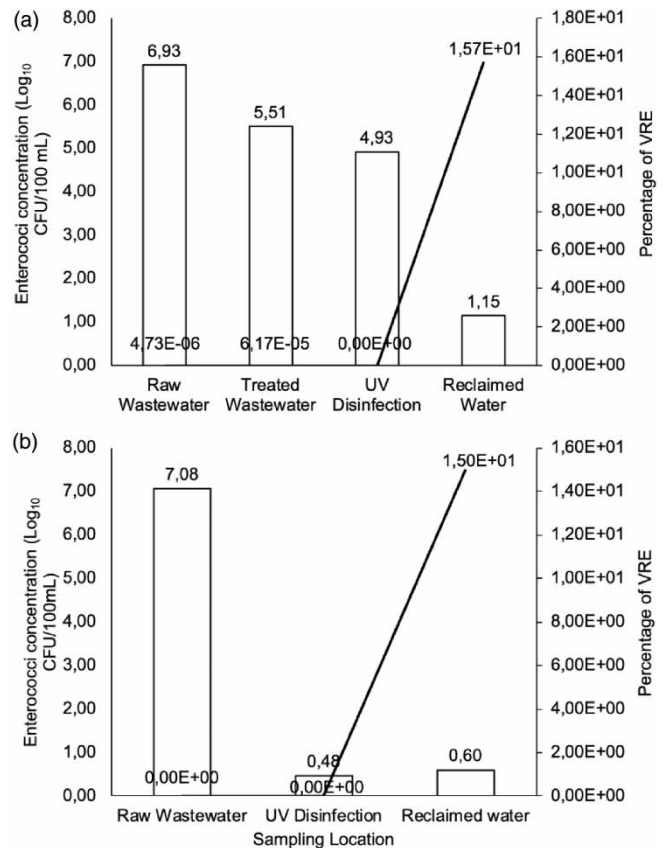 (a)
Enterococi concentration (Log10
CFU/100 mL)
8,00
7,00
6,00
5,00
4,00
3,00
2,00
1,00
0,00
6,93
5,51
4,93
1,15
4,73E-06
6,17E-05
0,00E+00
1,57E+01
1,80E+01
1,60E+01
1,40E+01
1,20E+01
1,00E+01
8,00E+00
6,00E+00
4,00E+00
2,00E+00
0,00E+00
Percentage of VRE
Raw
Wastewater
Treated
Wastewater
UV
Disinfection
Reclaimed
Water
(b)
Enterococci concentration (Log10
CFU/100mL)
8,00
7,00
6,00
5,00
4,00
3,00
2,00
1,00
0,00
7,08
0,48
0,60
0,00E+00
0,00E+00
1,50E+01
1,60E+01
1,40E+01
1,20E+01
1,00E+01
8,00E+00
6,00E+00
4,00E+00
2,00E+00
0,00E+00
Percentage of VRE
Raw Wastewater
UV Disinfection
Reclaimed water
Sampling Location